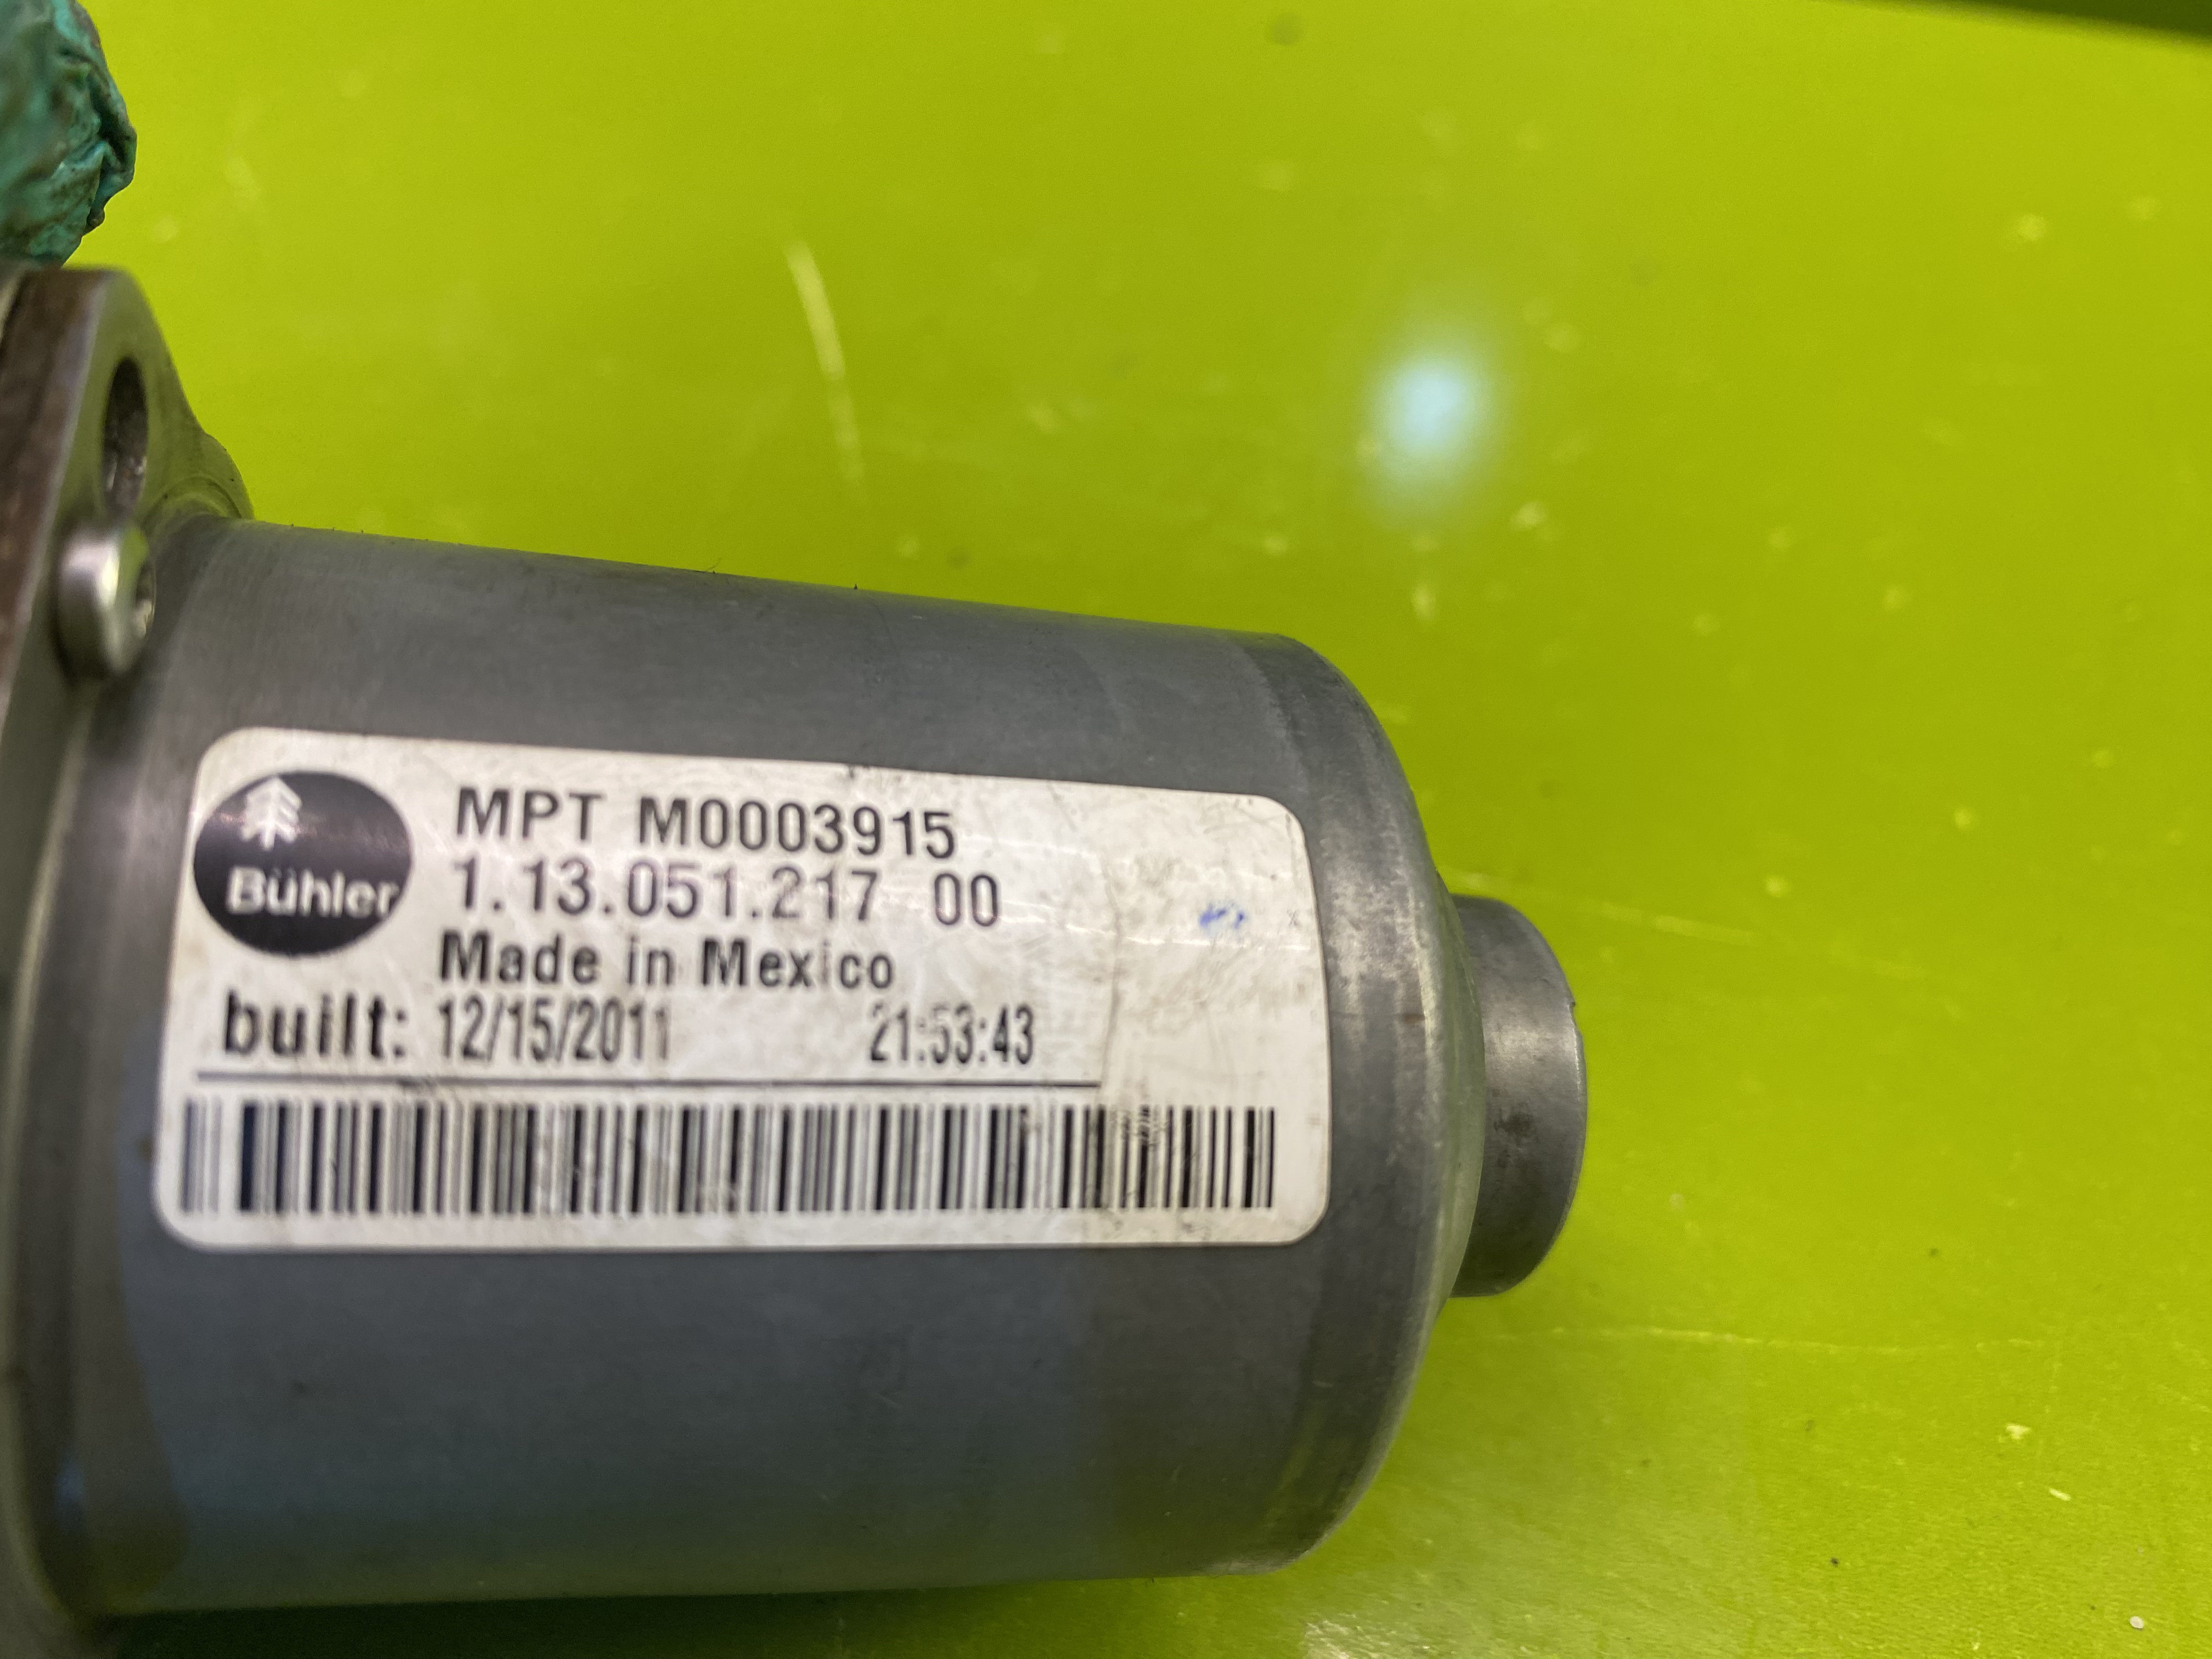 Bühler
MPT M0003915
1.13.051.217 00
Made in Mexico
built: 12/15/2011 21:53:43